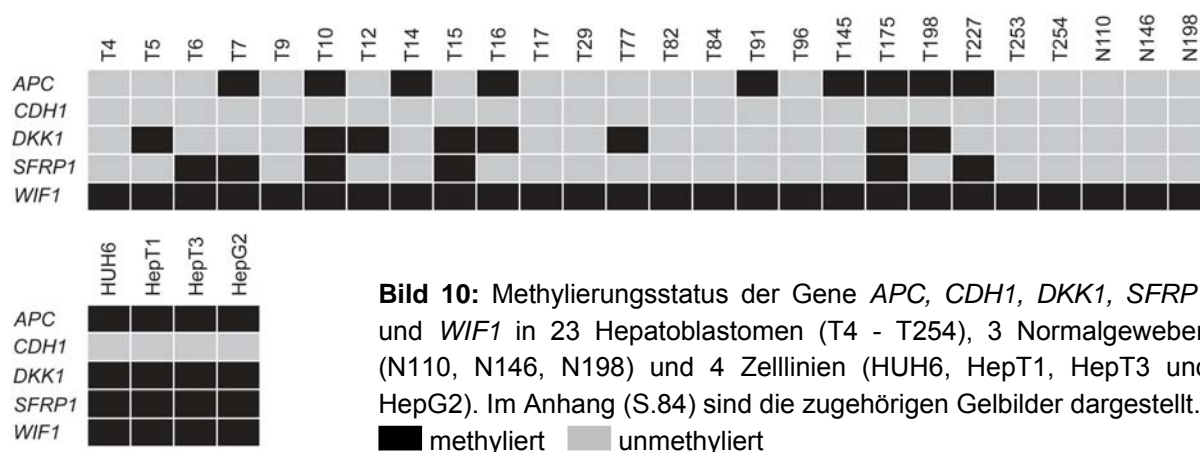 T4 T5 T6 T7 T9 T10 T12 T14 T15 T16 T17 T29 T77 T82 T84 T91 T96 T145 T175 T198 T227 T253 T254 N110 N146 N198
APC
CDH1
DKK1
SFRP1
WIF1
HUH6 HepT1 HepT3 HepG2
APC
CDH1
DKK1
SFRP1
WIF1
Bild 10: Methylierungsstatus der Gene APC, CDH1, DKK1, SFRP
und WIF1 in 23 Hepatoblastomen (T4 - T254), 3 Normalgeweben
(N110, N146, N198) und 4 Zelllinien (HUH6, HepT1, HepT3 und
HepG2). Im Anhang (S.84) sind die zugehörigen Gelbilder dargestellt.
methyliert unmethyliert